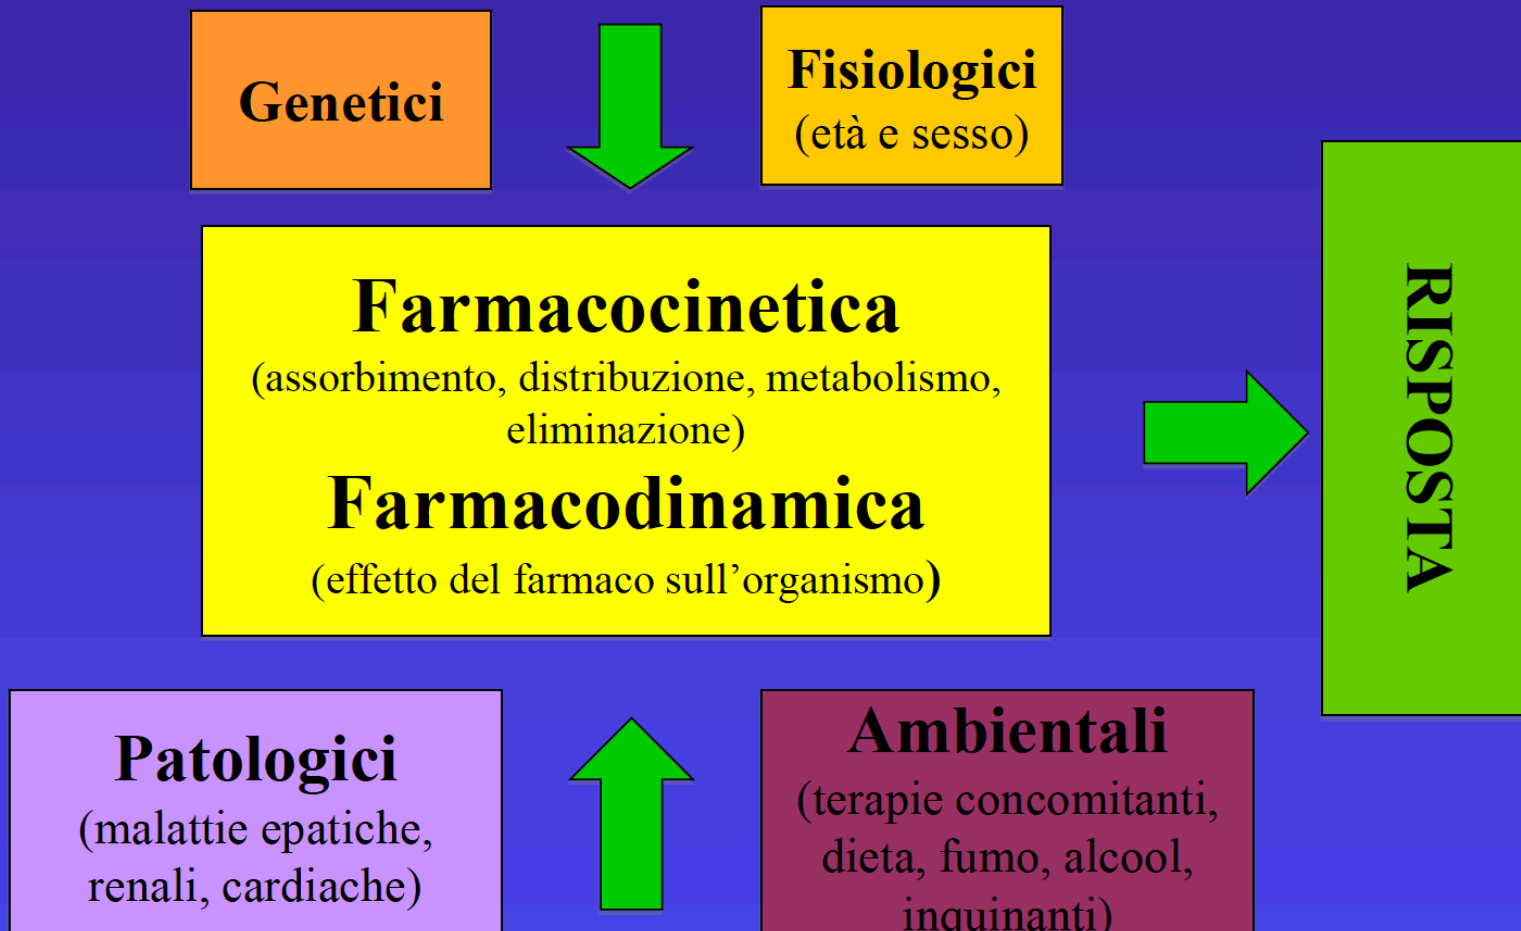 Genetici
Fisiologici
(età e sesso)
Farmacocinetica
(assorbimento, distribuzione, metabolismo,
eliminazione)
Farmacodinamica
(effetto del farmaco sull’organismo)
RISPOSTA
Patologici
(malattie epatiche,
renali, cardiache)
Ambientali
(terapie concomitanti,
dieta, fumo, alcool,
inquinanti)